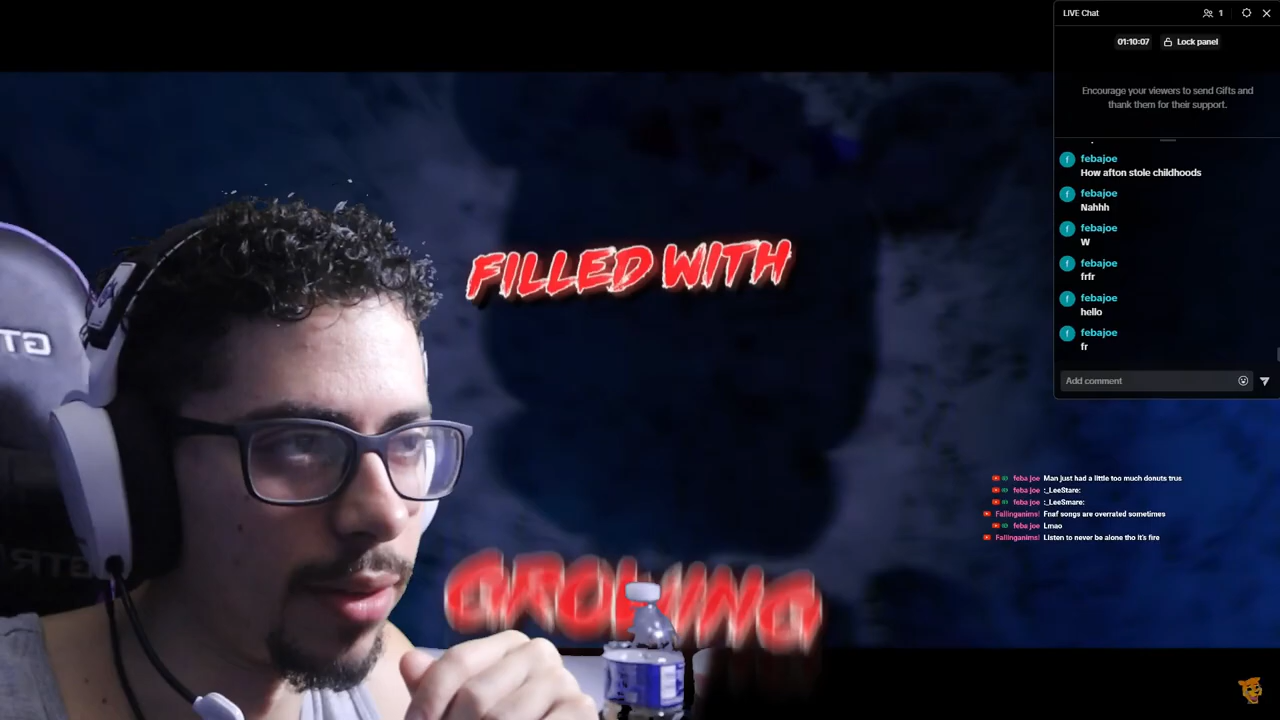 LIVE Chat
1
01:10:07
Lock panel
Encourage your viewers to send Gifts and
thank them for their support.
f
febajoe
How afton stole childhoods
f
febajoe
Nahhh
f
febajoe
W
f
febajoe
frfr
f
febajoe
hello
f
febajoe
fr
Add comment
FILLED WITH
GROWING
GTR
feba joe Man just had a little too much donuts trus
feba joe :_LeeStare:
feba joe :_LeeSmare:
Fallinganims! Fnaf songs are overrated sometimes
feba joe Lmao
Fallinganims! Listen to never be alone tho it's fire